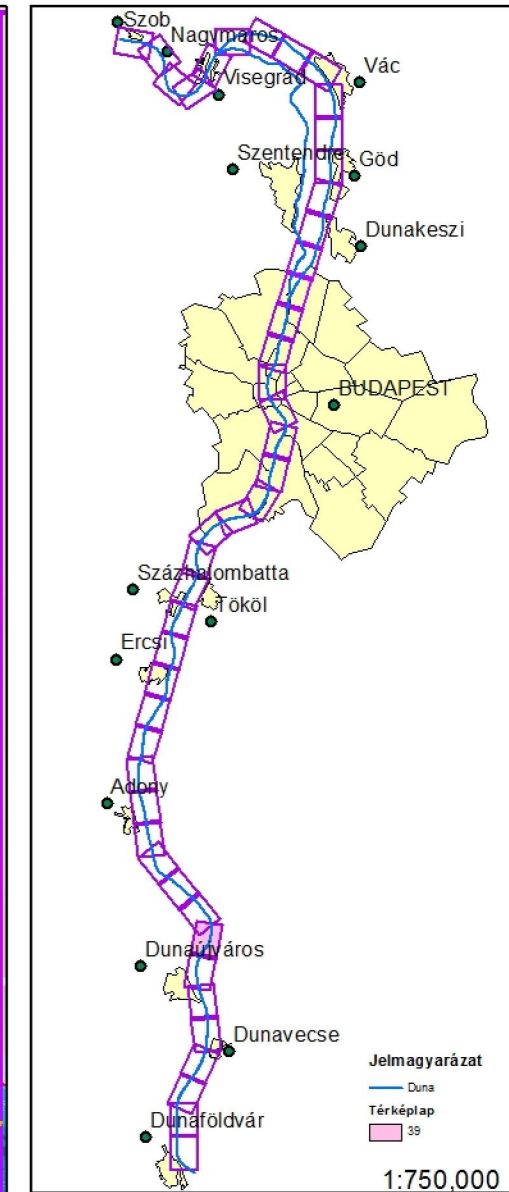 Szob
Nagymaros
Visegrád
Vác
Szentendre
Göd
Dunakeszi
BUDAPEST
Százhalombatta
Tököl
Ercsi
Adony
Dunaújváros
Dunavecse
Dunaföldvár
Jelmagyarázat
Duna
Térképlap
39
1:750,000